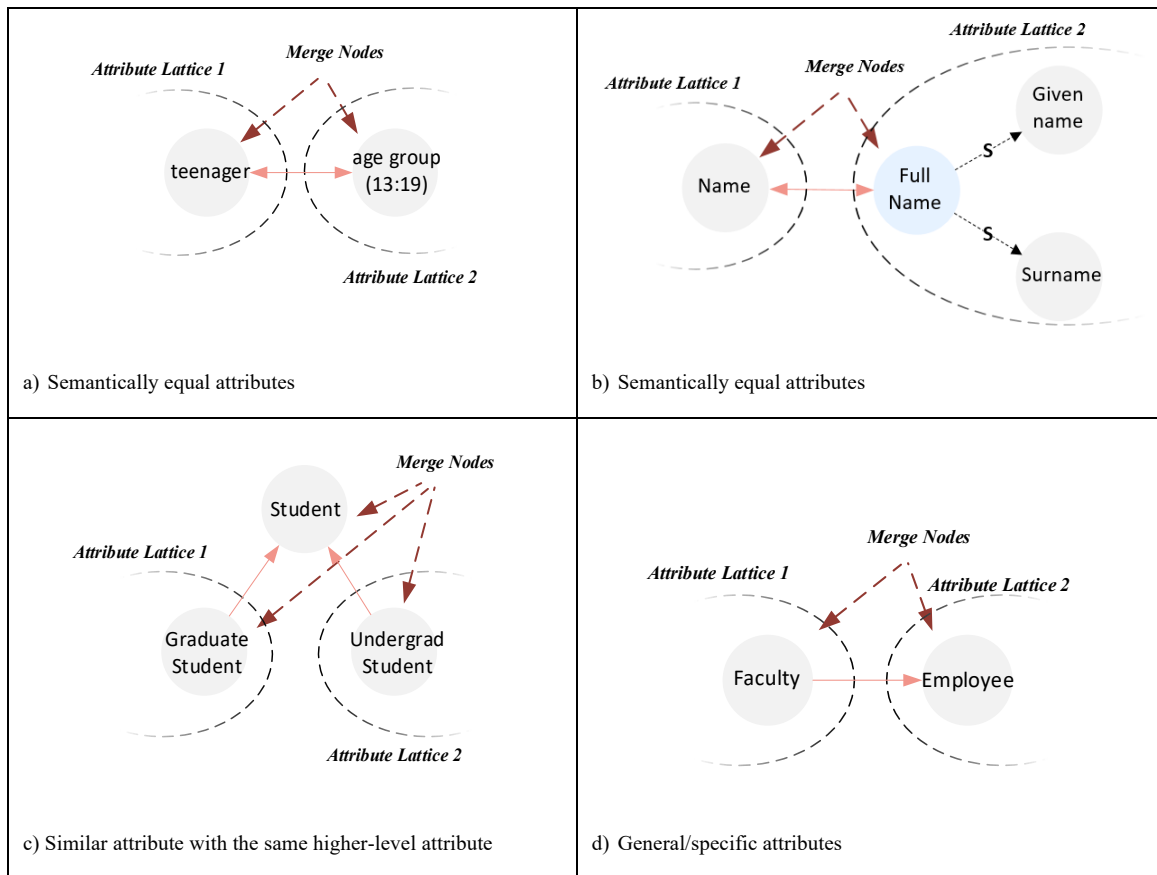 Merge Nodes
Attribute Lattice 1
teenager
age group
(13:19)
Attribute Lattice 2
a) Semantically equal attributes
Attribute Lattice 2
Merge Nodes
Attribute Lattice 1
Given
name
S
Name
Full
Name
S
Surname
b) Semantically equal attributes
Merge Nodes
Student
Attribute Lattice 1
Graduate
Student
Undergrad
Student
Attribute Lattice 2
c) Similar attribute with the same higher-level attribute
Merge Nodes
Attribute Lattice 1
Attribute Lattice 2
Faculty
Employee
d) General/specific attributes